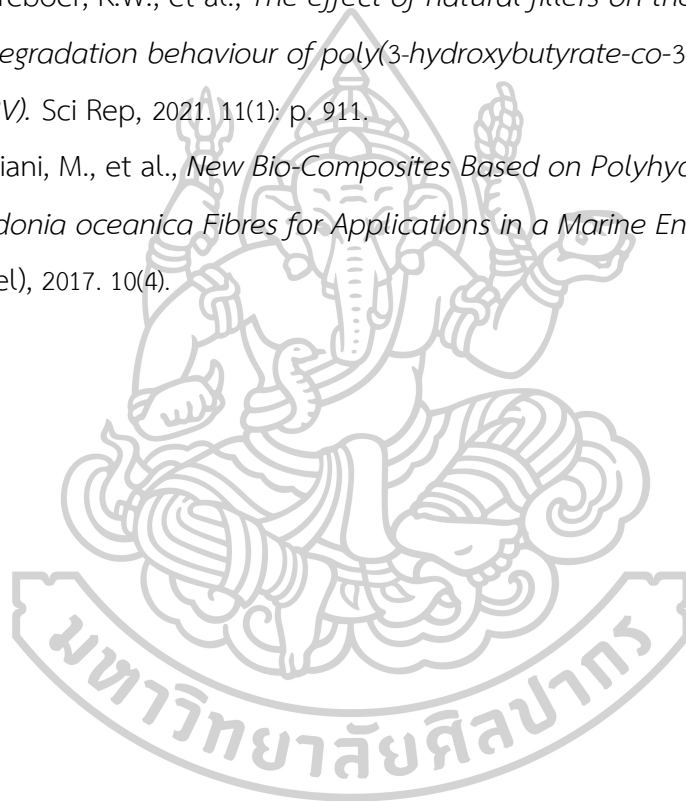 reboer, K.W., et al., The effect of natural fillers on the
egradation behaviour of poly(3-hydroxybutyrate-co-3
V). Sci Rep, 2021. 11(1): p. 911.
iani, M., et al., New Bio-Composites Based on Polyhyd
donia oceanica Fibres for Applications in a Marine En
el), 2017. 10(4).
มหาวิทยาลัยศิลปากร